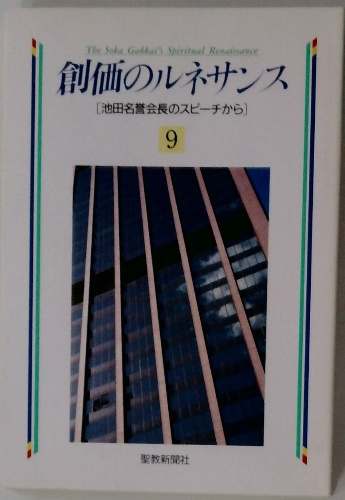 The Soka Gakkai's Spiritual Renaissance
創価のルネサンス
[池田名誉会長のスピーチから]
9
聖教新聞社